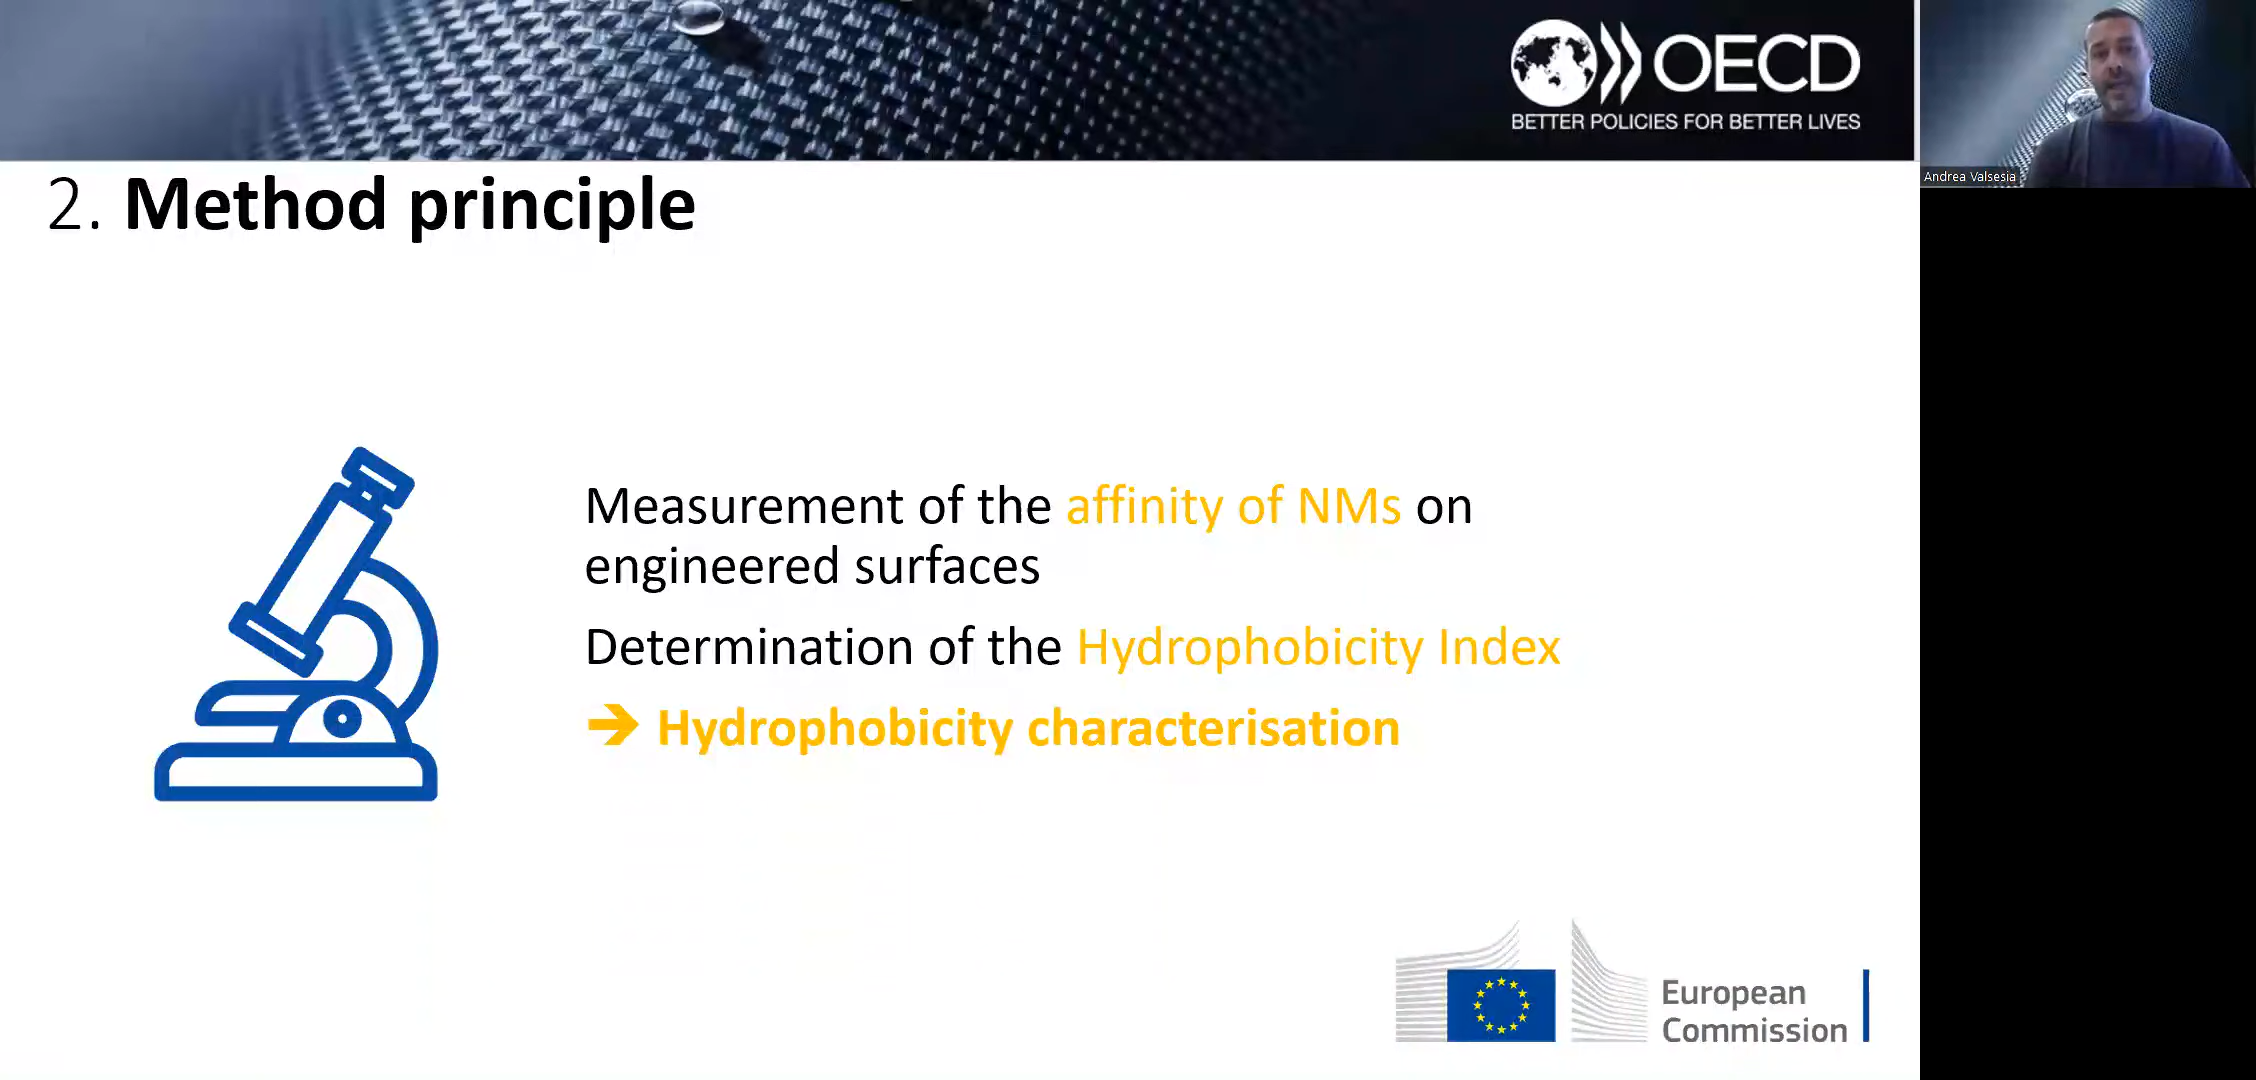 OECD
BETTER POLICIES FOR BETTER LIVES
Andrea Valsesia
2. Method principle
Measurement of the affinity of NMs on
engineered surfaces
Determination of the Hydrophobicity Index
➔ Hydrophobicity characterisation
European
Commission